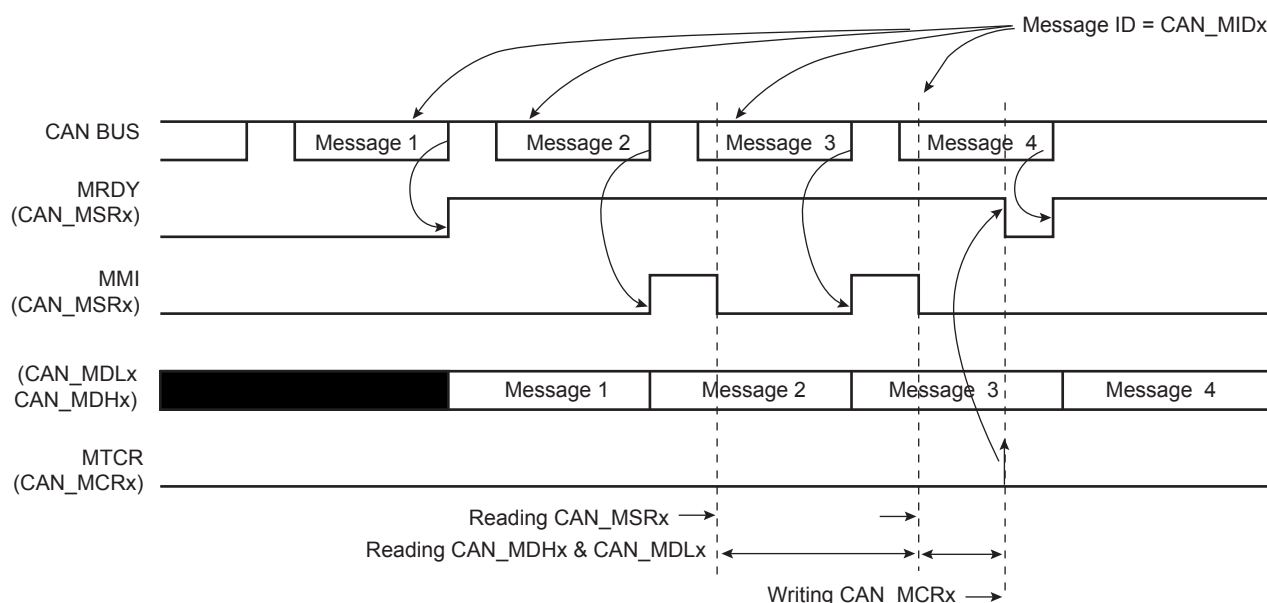 Message ID = CAN_MIDx
CAN BUS
Message 1
Message 2
Message 3
Message 4
MRDY
(CAN_MSRx)
MMI
(CAN_MSRx)
(CAN_MDLx
CAN_MDHx)
Message 1
Message 2
Message 3
Message 4
MTCR
(CAN_MCRx)
Reading CAN_MSRx
Reading CAN_MDHx & CAN_MDLx
Writing CAN_MCRx